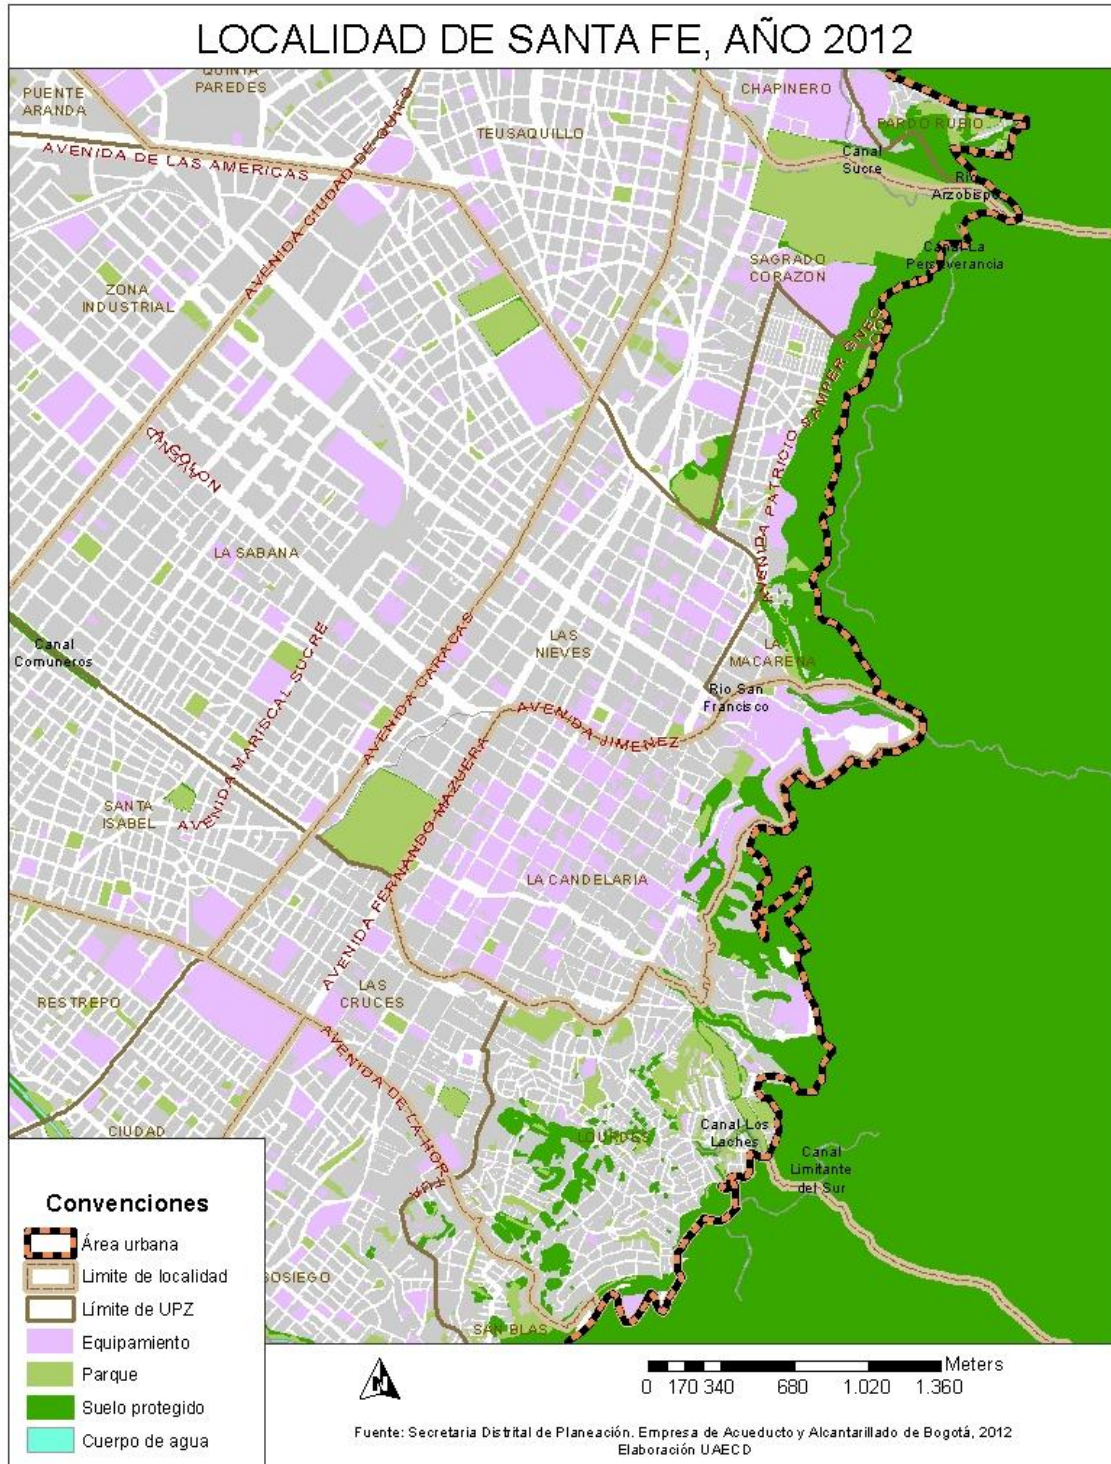 LOCALIDAD DE SANTA FE, AÑO 2012
QUINTA
PAREDES
PUENTE
ARANDA
CHAPINERO
TEUSAQUILLO
PARDO RUBIO
AVENIDA DE LAS AMERICAS
AVENIDA CIUDAD DE QUITO
Canal
Sucre
Rio
Arzobispo
Canal La
Perseverancia
SAGRADO
CORAZON
ZONA
INDUSTRIAL
AVENIDA PATRICIO SAMPER GNECCO
AVENIDA COLON
LA SABANA
LAS
NIEVES
LA
MACARENA
Canal
Comuneros
AVENIDA MARISCAL SUCRE
AVENIDA CARACAS
Rio San
Francisco
AVENIDA JIMENEZ
AVENIDA FERNANDO MAZUERA
SANTA
ISABEL
LA CANDELARIA
RESTREPO
LAS
CRUCES
AVENIDA DE LA HORTUA
CIUDAD
LOURDES
Canal Los
Laches
Canal
Limitante
del Sur
SOSIEGO
SAN BLAS
Convenciones
Área urbana
Limite de localidad
Límite de UPZ
Equipamiento
Parque
Suelo protegido
Cuerpo de agua
N
Meters
0 170 340 680 1.020 1.360
Fuente: Secretaria Distrital de Planeación. Empresa de Acueducto y Alcantarillado de Bogotá, 2012
Elaboración UAECD